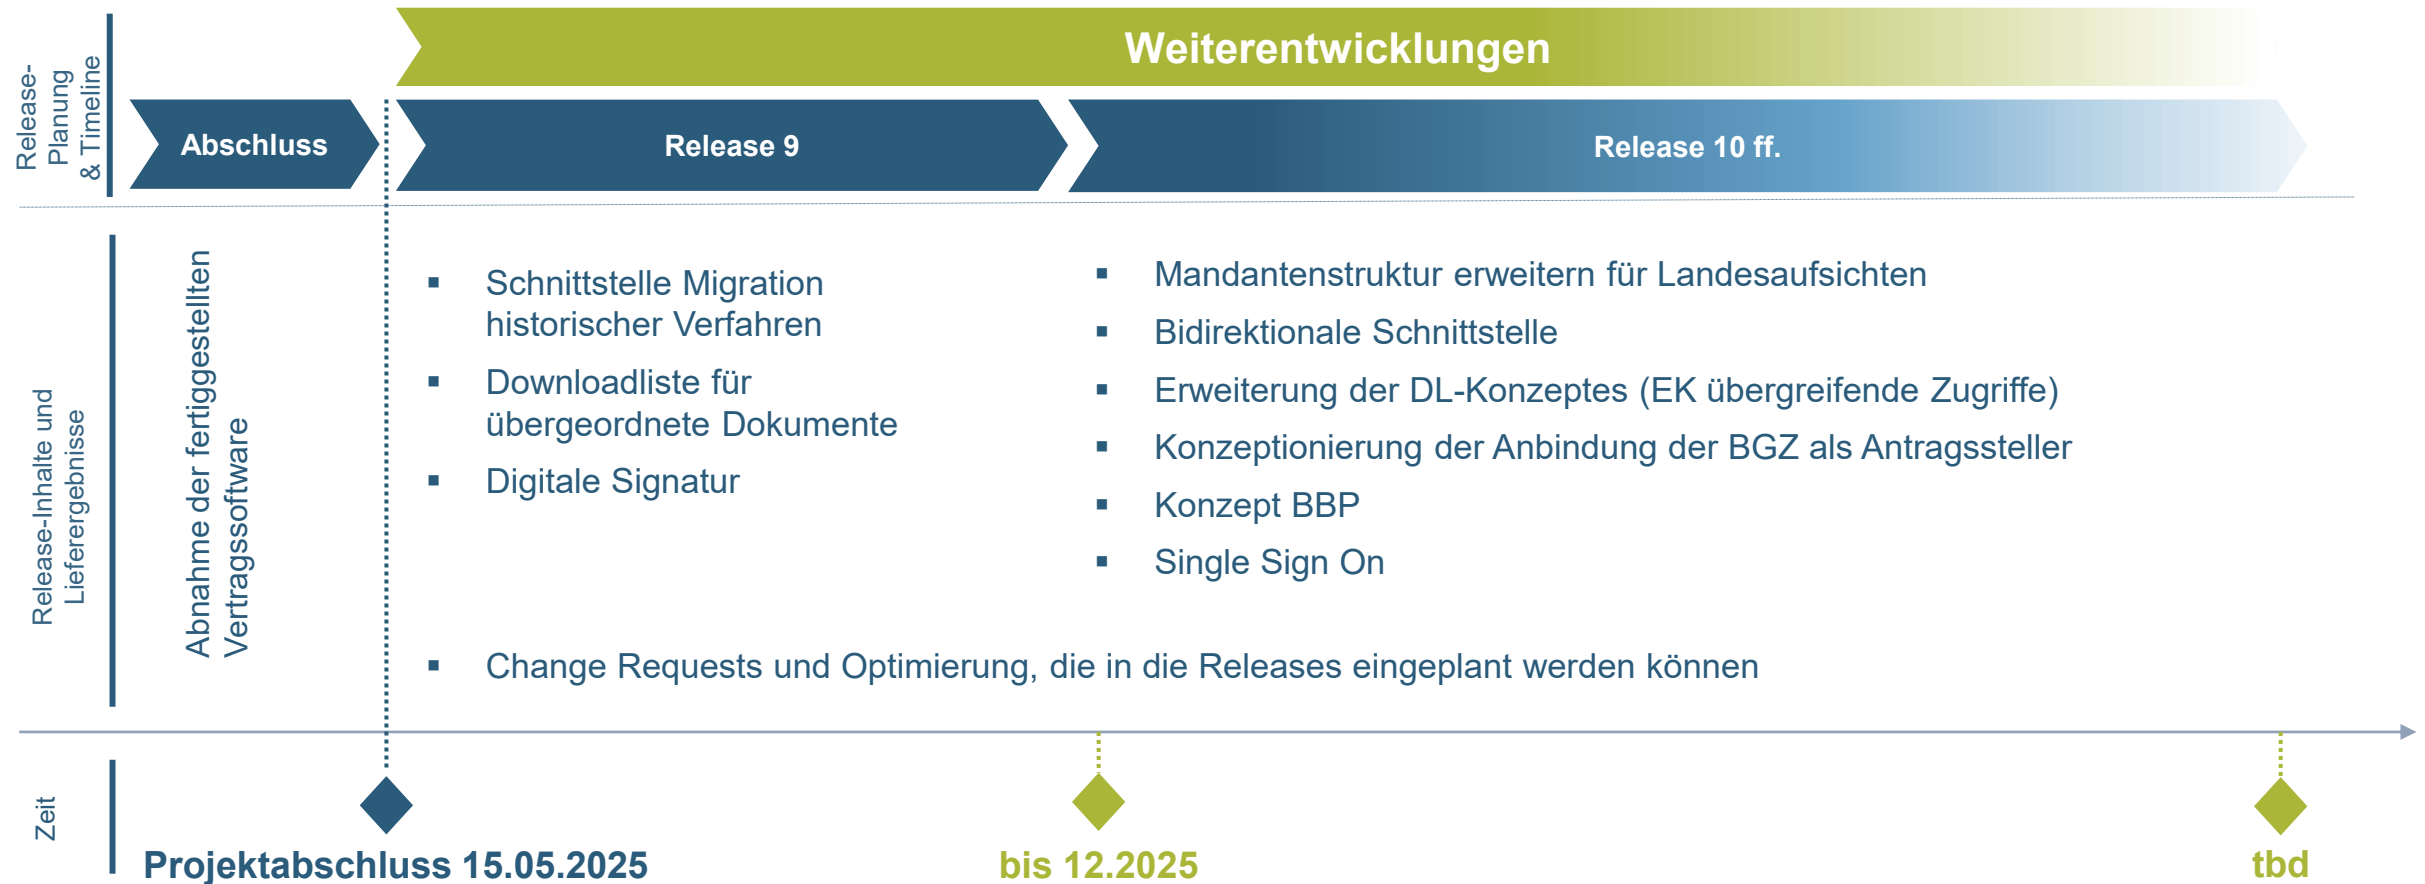 Release-
Planung
& Timeline
Weiterentwicklungen
Abschluss
Release 9
Release 10 ff.
Release-Inhalte und
Lieferergebnisse
Abnahme der fertiggestellten
Vertragssoftware
▪ Schnittstelle Migration
historischer Verfahren
▪ Downloadliste für
übergeordnete Dokumente
▪ Digitale Signatur
▪ Mandantenstruktur erweitern für Landesaufsichten
▪ Bidirektionale Schnittstelle
▪ Erweiterung der DL-Konzeptes (EK übergreifende Zugriffe)
▪ Konzeptionierung der Anbindung der BGZ als Antragssteller
▪ Konzept BBP
▪ Single Sign On
▪ Change Requests und Optimierung, die in die Releases eingeplant werden können
Zeit
Projektabschluss 15.05.2025
bis 12.2025
tbd